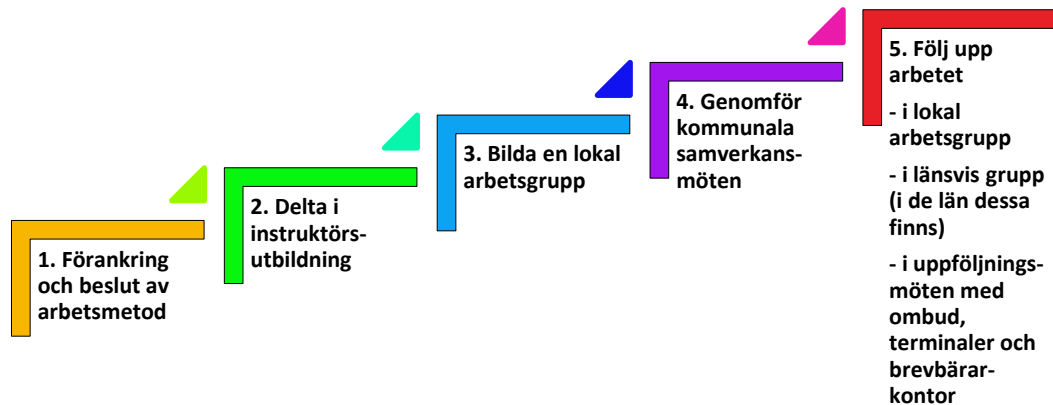 1. Förankring
och beslut av
arbetsmetod
2. Delta i
instruktörs-
utbildning
3. Bilda en lokal
arbetsgrupp
4. Genomför
kommunala
samverkans-
möten
5. Följ upp
arbetet
- i lokal
arbetsgrupp
- i länsvis grupp
(i de län dessa
finns)
- i uppföljnings-
möten med
ombud,
terminaler och
brevbärar-
kontor